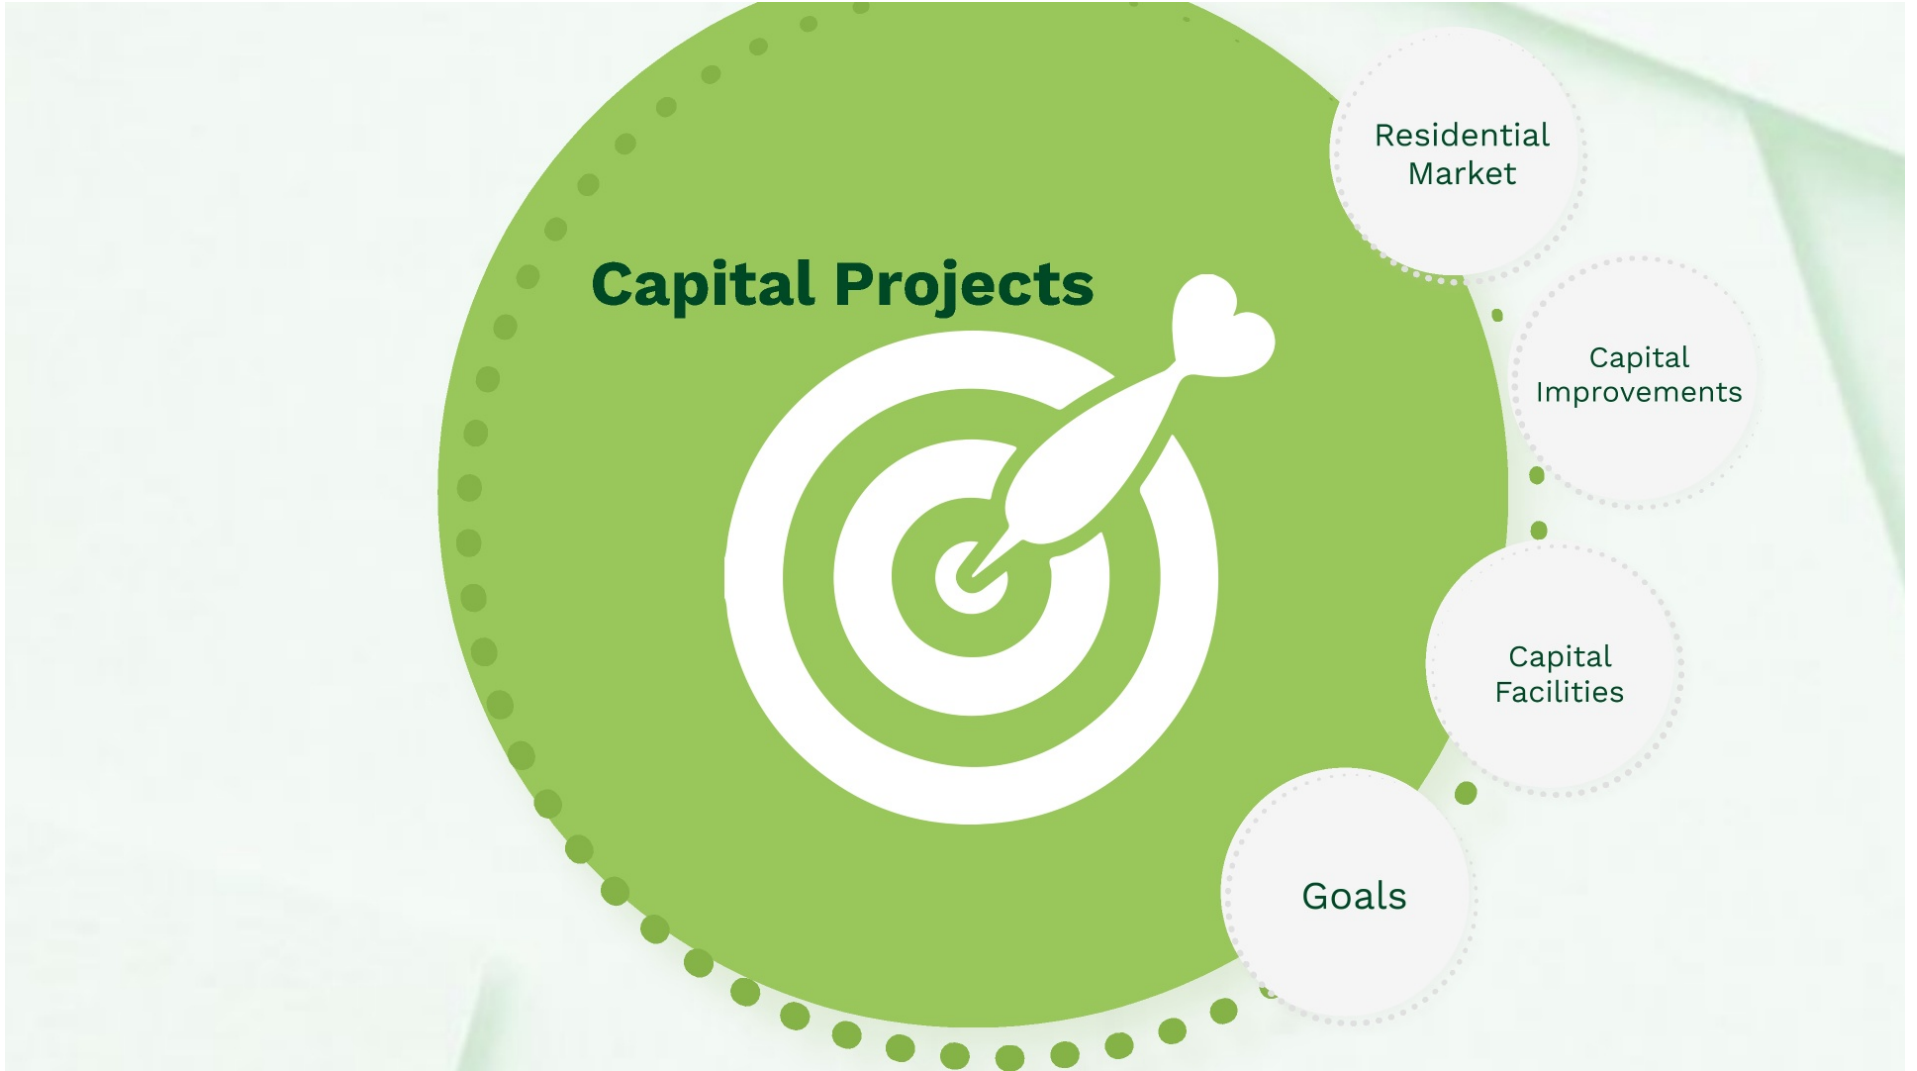 Capital Projects
Residential
Market
Capital
Improvements
Capital
Facilities
Goals